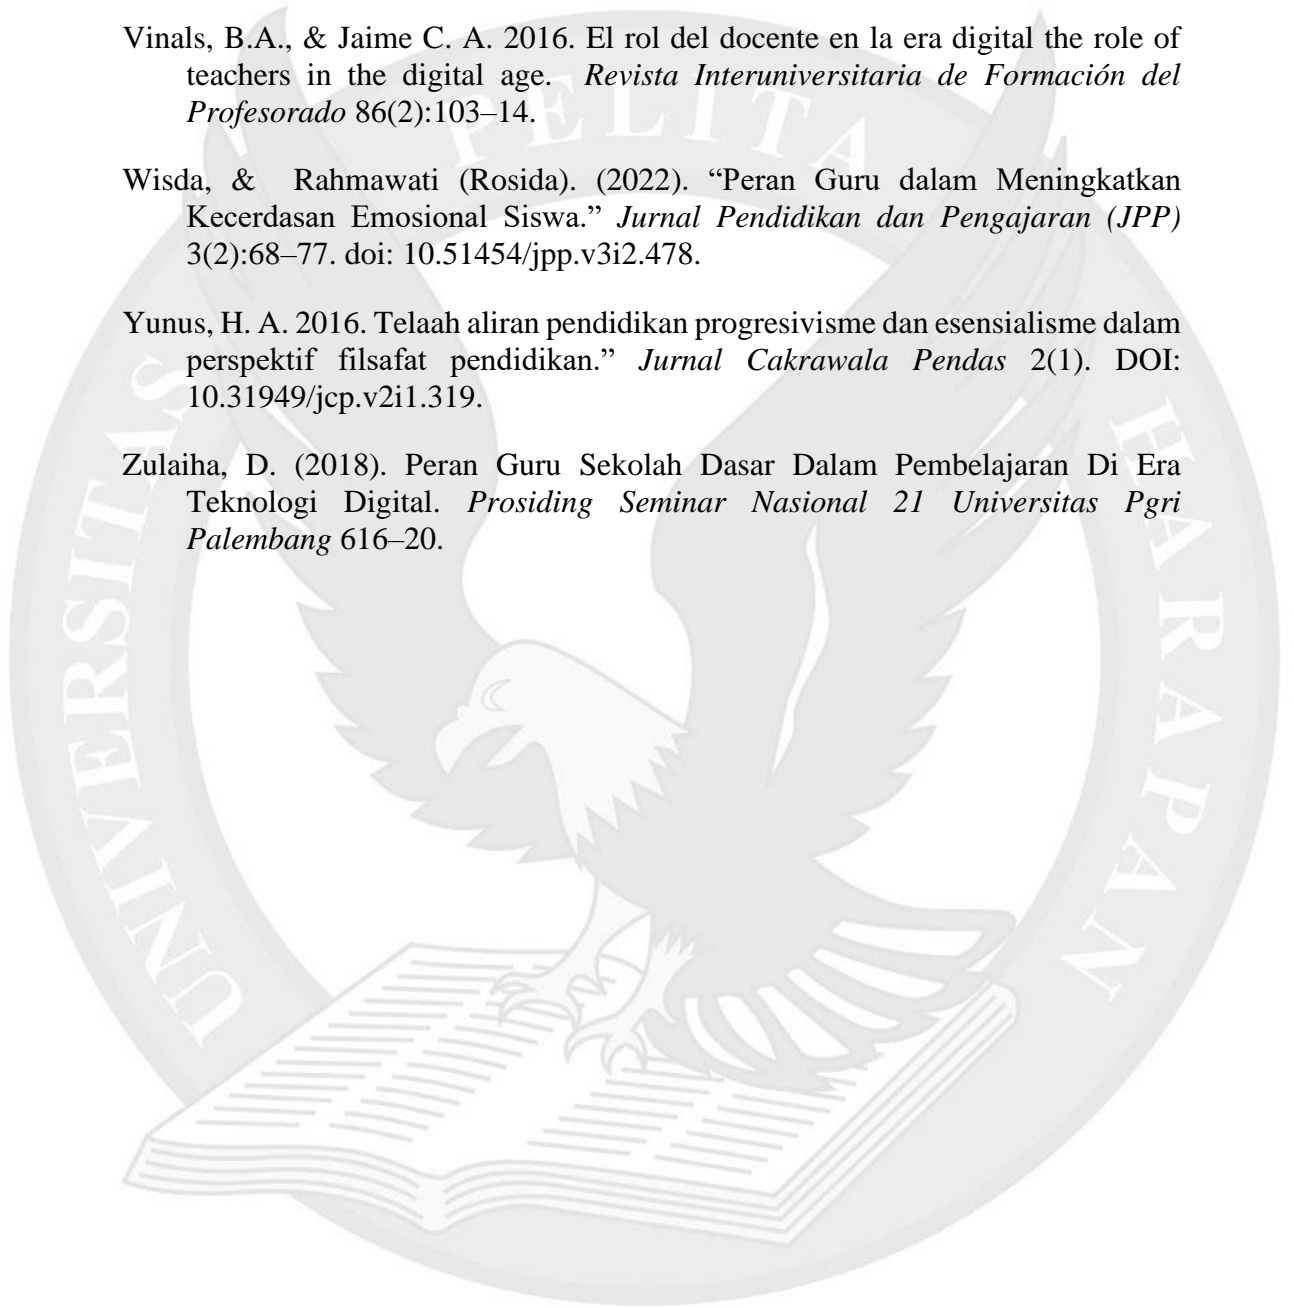 Vinals, B.A., & Jaime C. A. 2016. El rol del docente en la era digital the role of
teachers in the digital age. Revista Interuniversitaria de Formación del
Profesorado 86(2):103–14.
Wisda, & Rahmawati (Rosida). (2022). “Peran Guru dalam Meningkatkan
Kecerdasan Emosional Siswa.” Jurnal Pendidikan dan Pengajaran (JPP)
3(2):68–77. doi: 10.51454/jpp.v3i2.478.
Yunus, H. A. 2016. Telaah aliran pendidikan progresivisme dan esensialisme dalam
perspektif filsafat pendidikan.” Jurnal Cakrawala Pendas 2(1). DOI:
10.31949/jcp.v2i1.319.
Zulaiha, D. (2018). Peran Guru Sekolah Dasar Dalam Pembelajaran Di Era
Teknologi Digital. Prosiding Seminar Nasional 21 Universitas Pgri
Palembang 616–20.
UNIVERSITAS PELITA HARAPAN